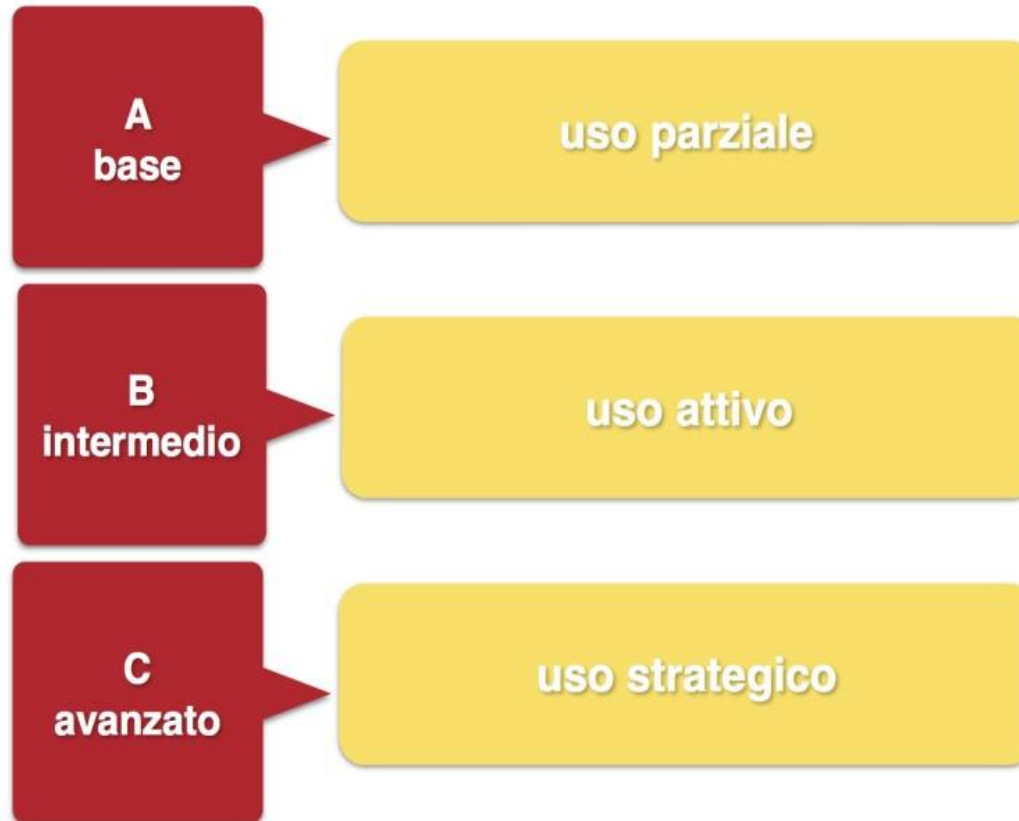 A
base
uso parziale
B
intermedio
uso attivo
C
avanzato
uso strategico